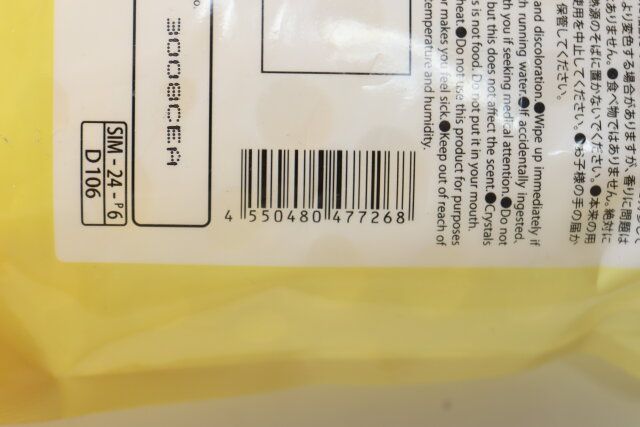 より変色する場合がありますが、香りに問題は
ありません。●食べ物ではありません。絶対に
熱源のそばに置かないでください。●本来の用
使用を中止してください。●お子様の手の届か
保管してください。
and discoloration.●Wipe up immediately if
h running water.●If accidentally ingested,
th you if seeking medical attention.●Do not
but this does not affect the scent.●Crystals
is not food. Do not put it in your mouth.
heat.●Do not use this product for purposes
or makes you feel sick.●Keep out of reach of
temperature and humidity.
SIM - 24 - P6
D 106
4 550480 477268